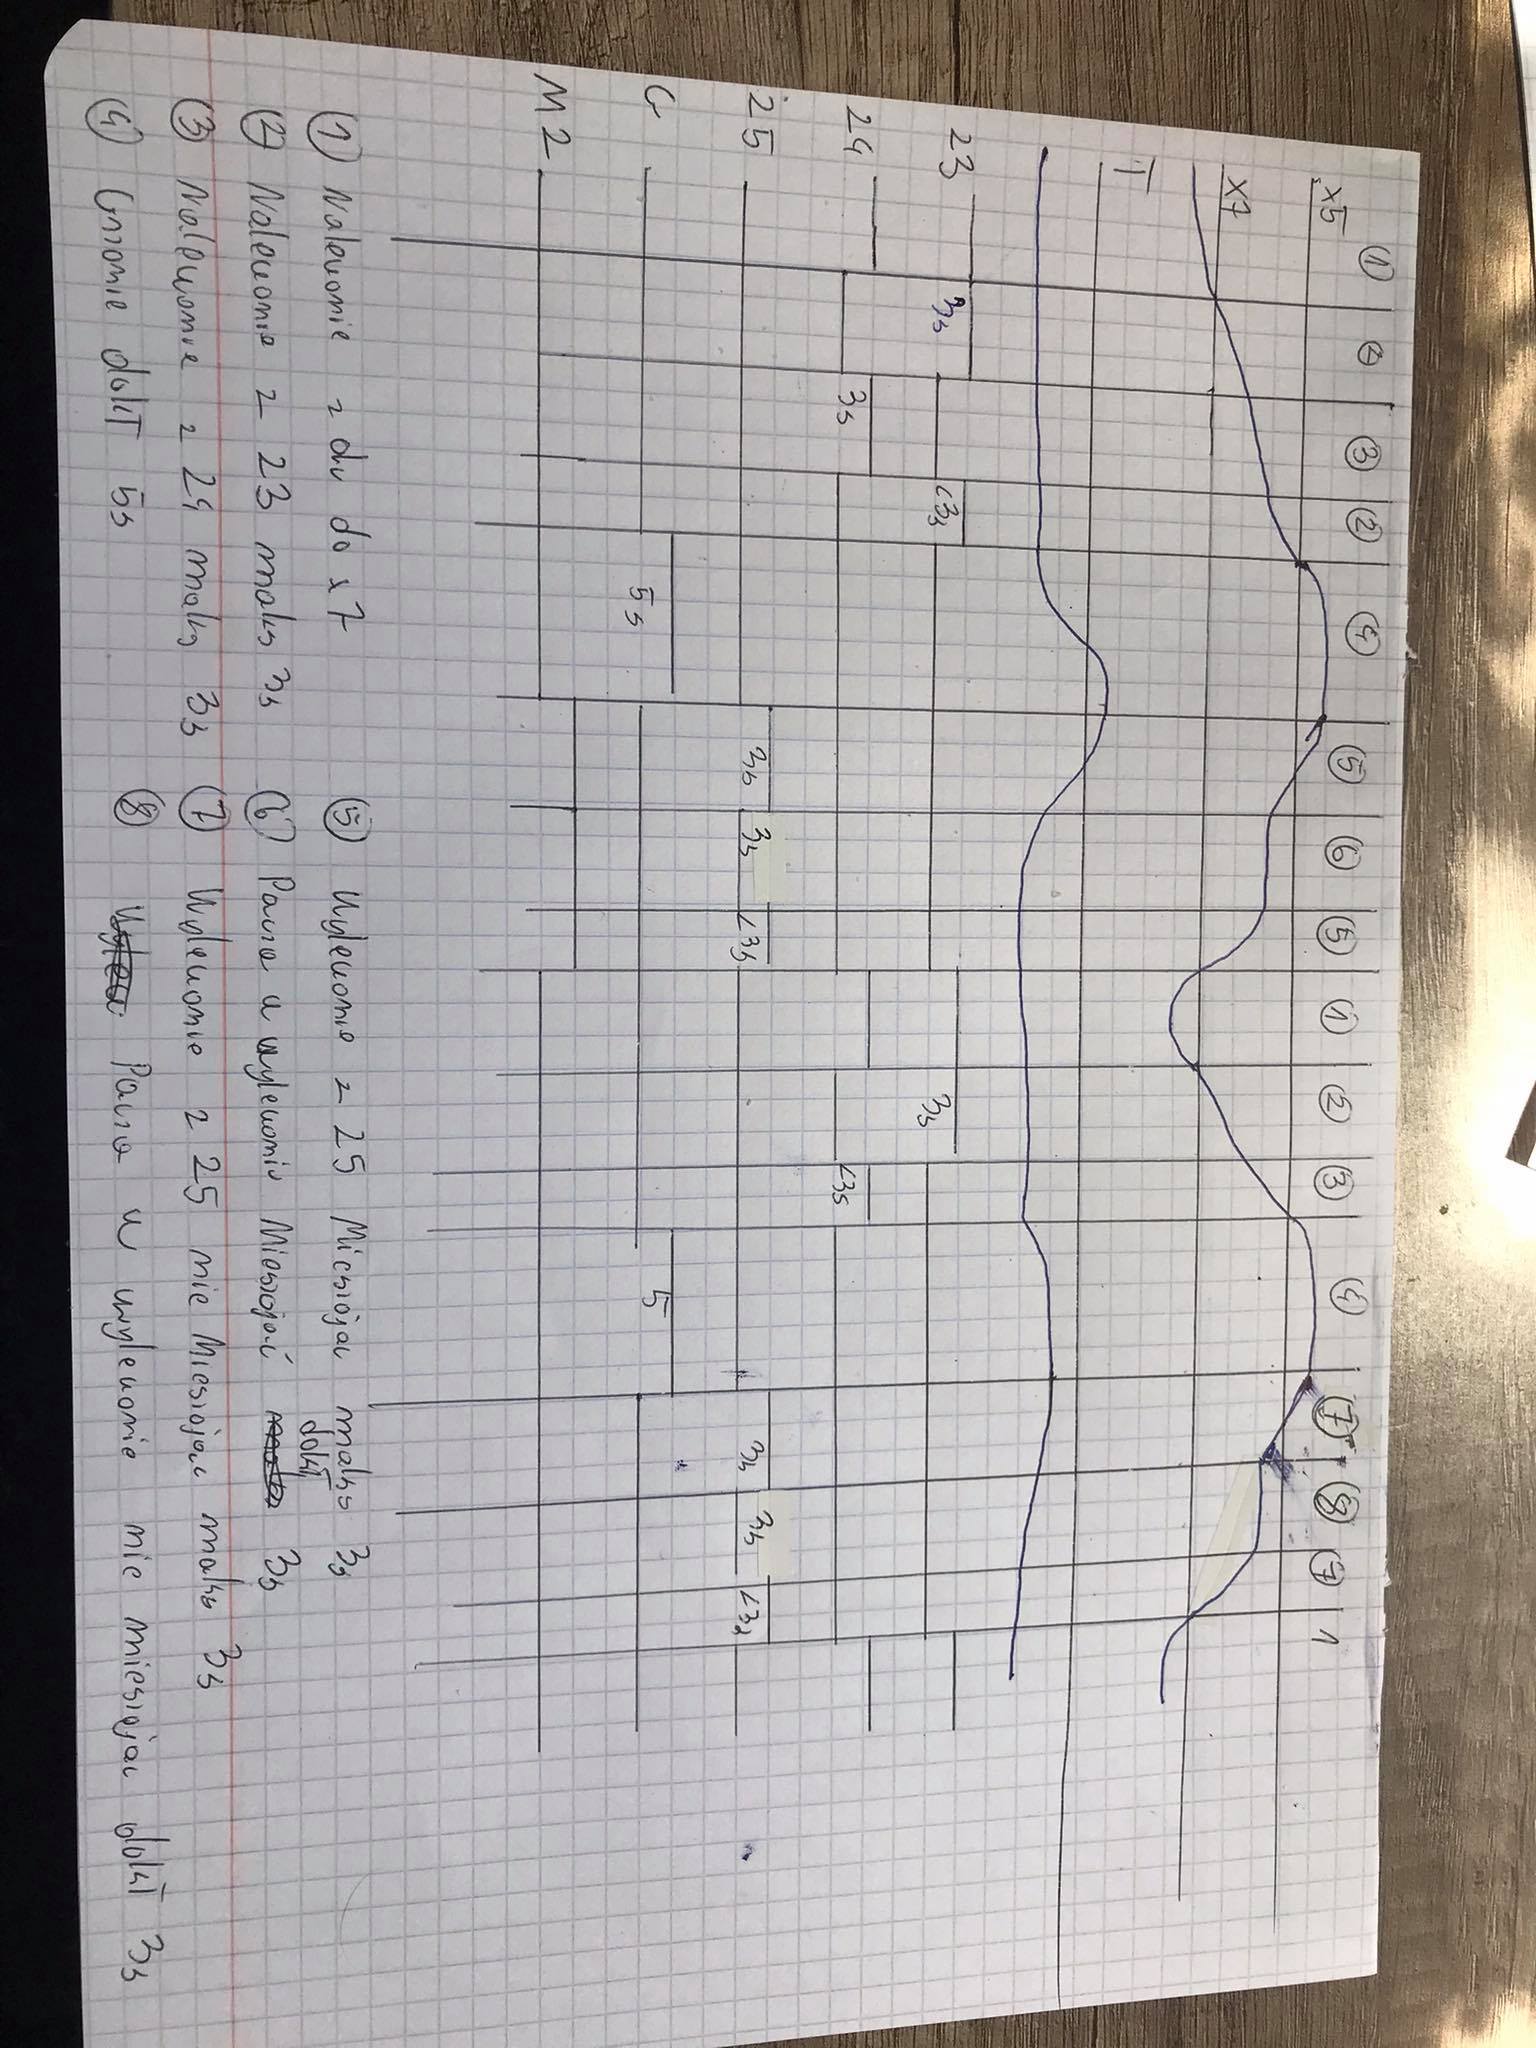 ① ② ③ ② ④ ⑤ ⑥ ⑤ ① ② ③ ④ ⑦ ⑧ ⑦ 1
x5
x7
T
23 3s <3s 3s
24 3s <3s
25 3s 3s <3s 3s 3s <3s
G 5s 5
M2
① Nalewanie z dw do x7
② Nalewanie z 23 maks 3s
③ Nalewanie z 24 maks 3s
④ Grzanie dokł 5s
⑤ Wylewanie z 25 Mieszając maks 3s
dokł
⑥ Pauza w wylewaniu Mieszając maks 3s
⑦ Wylewanie z 25 nie Mieszając maks 3s
⑧ Wylew Pauza w wylewanie nie mieszając dokł 3s